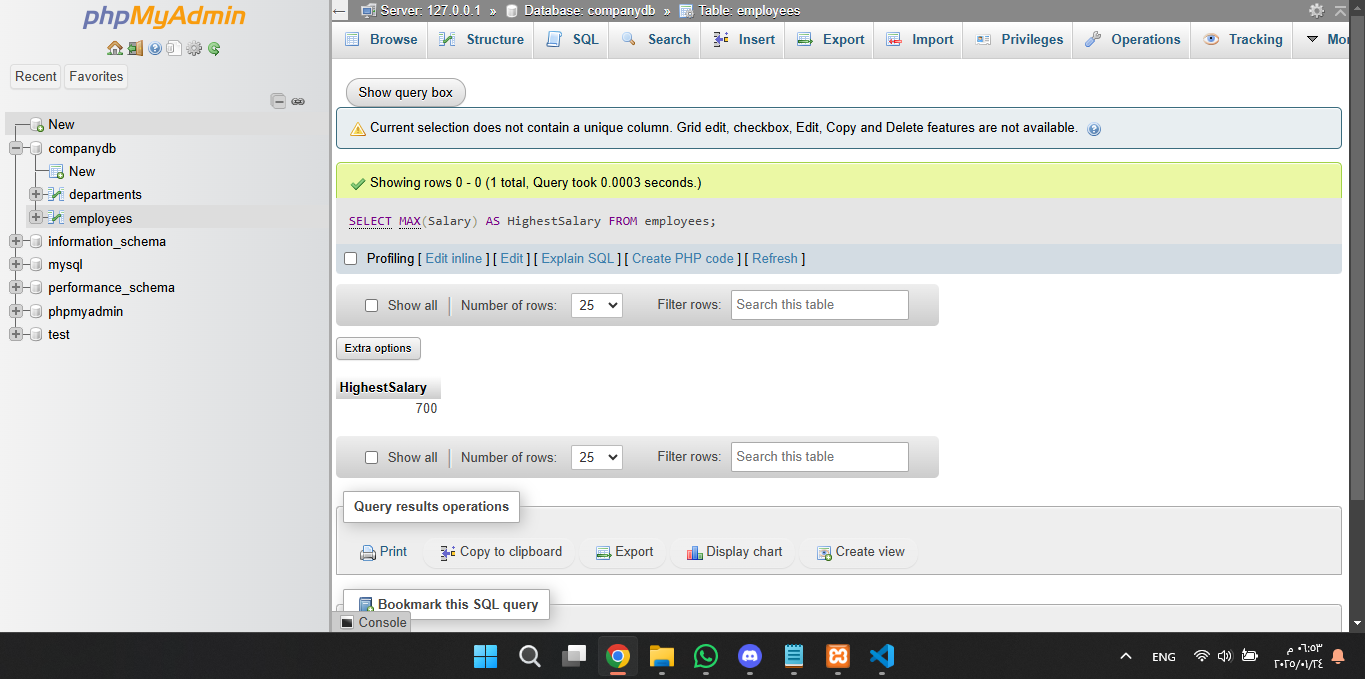 phpMyAdmin
Recent Favorites
New
companydb
New
departments
employees
information_schema
mysql
performance_schema
phpmyadmin
test
Server: 127.0.0.1 » Database: companydb » Table: employees
Browse Structure SQL Search Insert Export Import Privileges Operations Tracking Mor
Show query box
Current selection does not contain a unique column. Grid edit, checkbox, Edit, Copy and Delete features are not available.
Showing rows 0 - 0 (1 total, Query took 0.0003 seconds.)
SELECT MAX(Salary) AS HighestSalary FROM employees;
Profiling [ Edit inline ] [ Edit ] [ Explain SQL ] [ Create PHP code ] [ Refresh ]
Show all | Number of rows: 25 Filter rows: Search this table
Extra options
HighestSalary
700
Show all | Number of rows: 25 Filter rows: Search this table
Query results operations
Print Copy to clipboard Export Display chart Create view
Bookmark this SQL query
Console
ENG
٠٦:٥٣ م
٢٠٢٥/٠١/٢٤